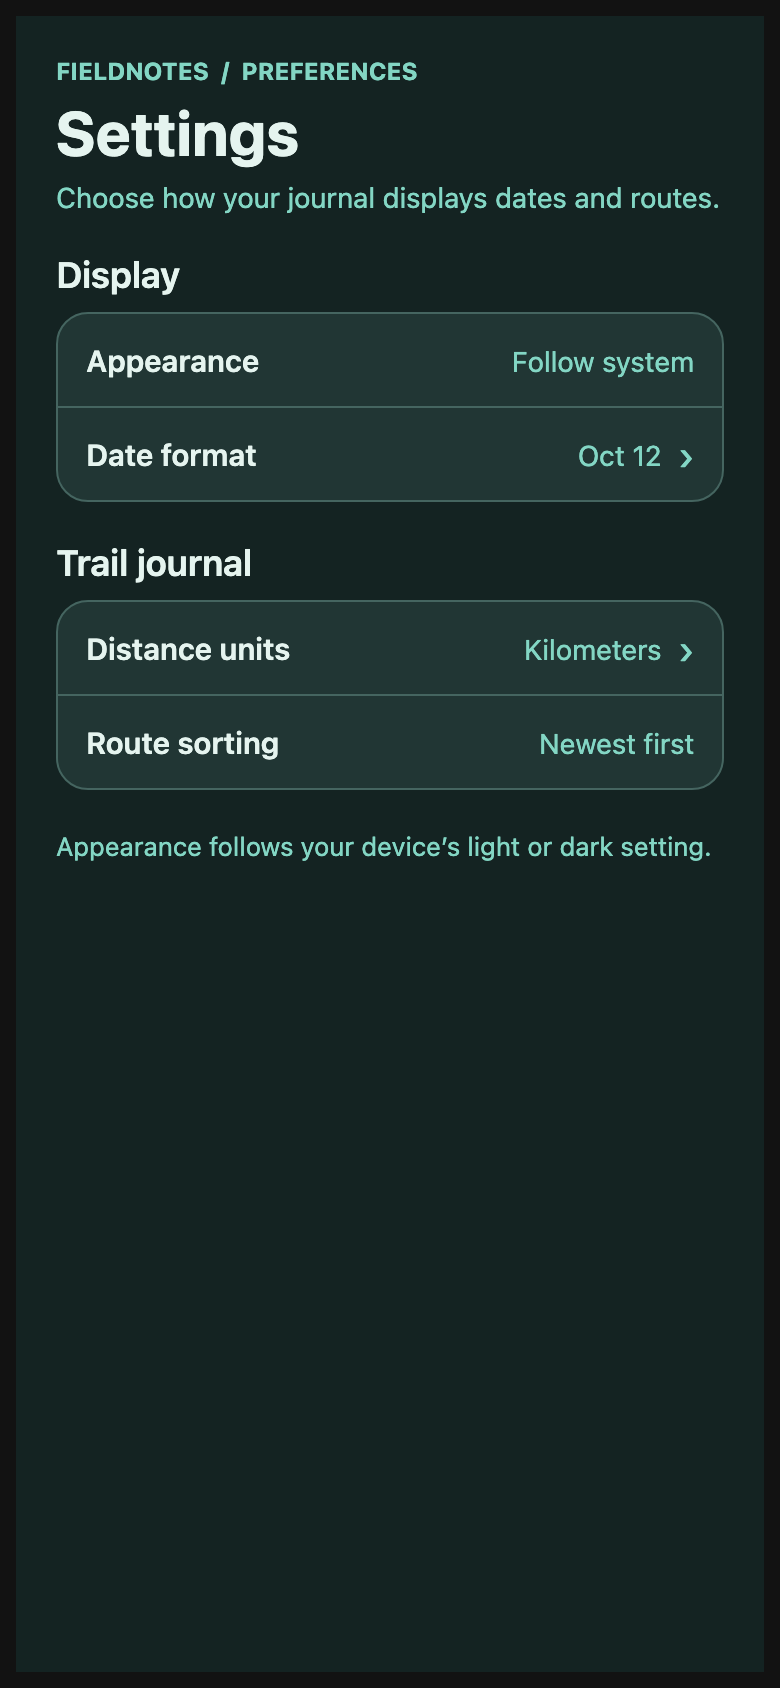 FIELDNOTES / PREFERENCES
Settings
Choose how your journal displays dates and routes.
Display
Appearance Follow system
Date format Oct 12 ›
Trail journal
Distance units Kilometers ›
Route sorting Newest first
Appearance follows your device’s light or dark setting.